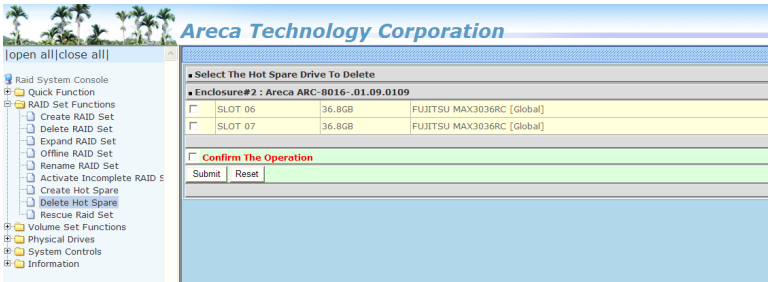 Areca Technology Corporation
|open all|close all|
Raid System Console
Quick Function
RAID Set Functions
Create RAID Set
Delete RAID Set
Expand RAID Set
Offline RAID Set
Rename RAID Set
Activate Incomplete RAID S
Create Hot Spare
Delete Hot Spare
Rescue Raid Set
Volume Set Functions
Physical Drives
System Controls
Information
Select The Hot Spare Drive To Delete
Enclosure#2 : Areca ARC-8016-.01.09.0109
SLOT 06 36.8GB FUJITSU MAX3036RC [Global]
SLOT 07 36.8GB FUJITSU MAX3036RC [Global]
Confirm The Operation
Submit Reset